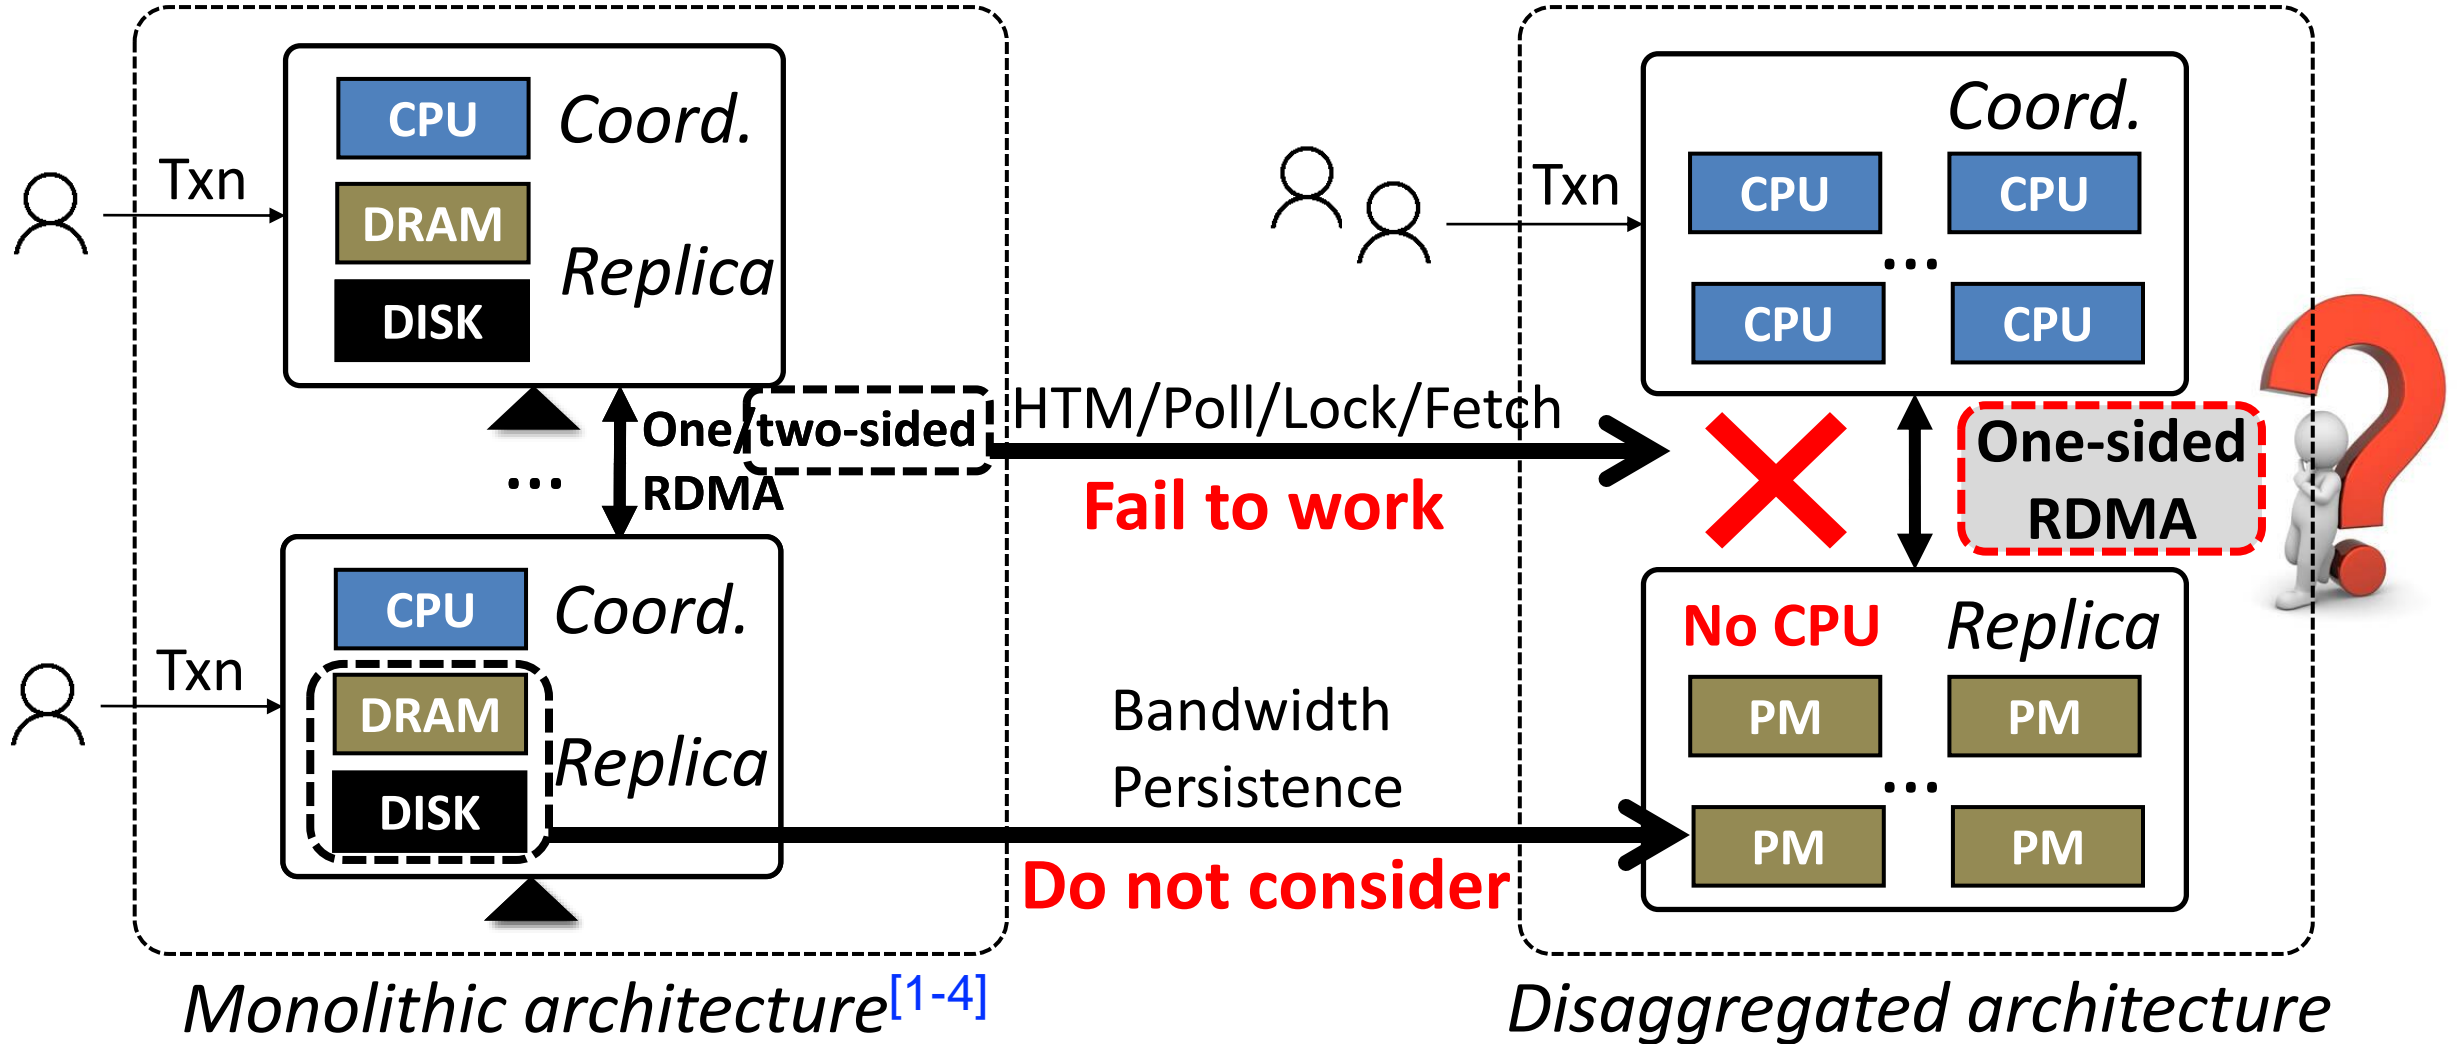 CPU
Coord.
Txn
DRAM
Replica
DISK
One/two-sided
RDMA
...
CPU
Coord.
Txn
DRAM
Replica
DISK
Monolithic architecture[1-4]
HTM/Poll/Lock/Fetch
Fail to work
Bandwidth
Persistence
Do not consider
Txn
Coord.
CPU CPU
...
CPU CPU
One-sided
RDMA
No CPU Replica
PM PM
...
PM PM
Disaggregated architecture